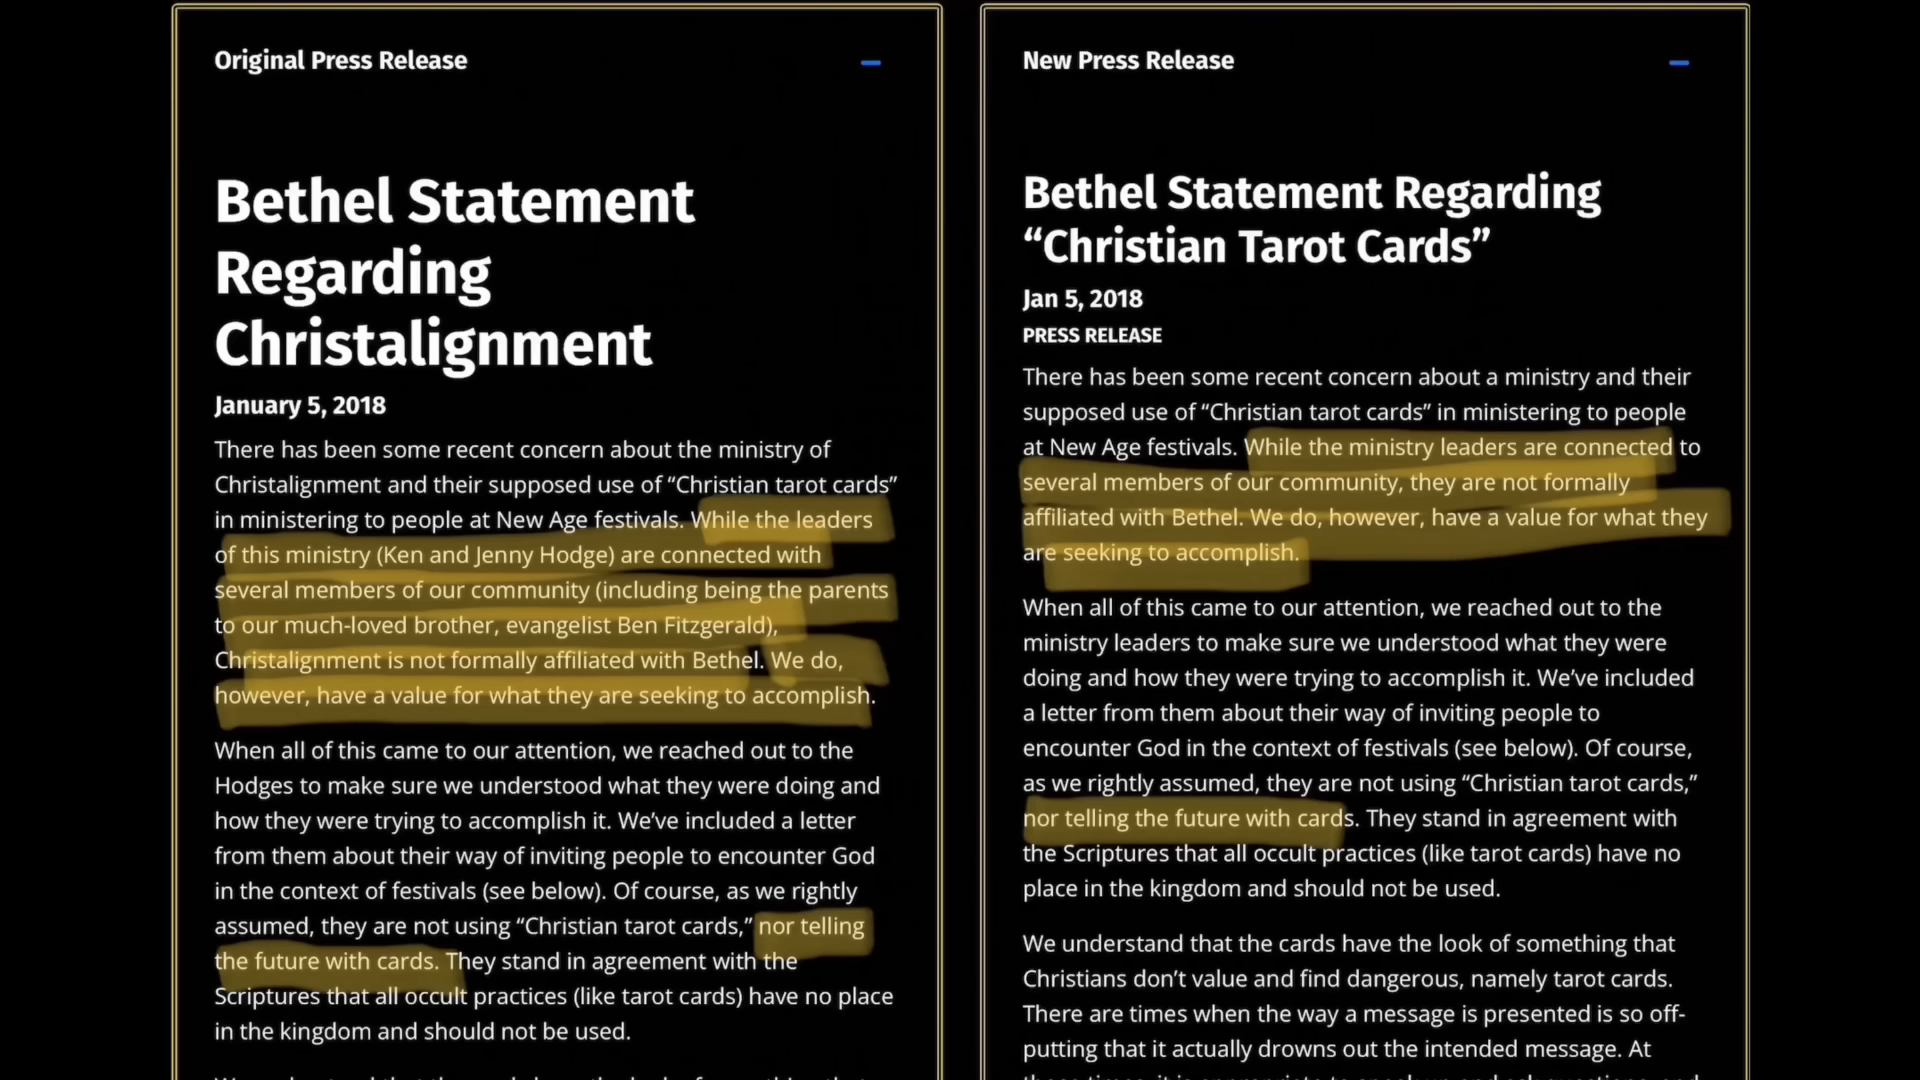 Original Press Release
Bethel Statement
Regarding
Christalignment
January 5, 2018
There has been some recent concern about the ministry of
Christalignment and their supposed use of “Christian tarot cards”
in ministering to people at New Age festivals. While the leaders
of this ministry (Ken and Jenny Hodge) are connected with
several members of our community (including being the parents
to our much-loved brother, evangelist Ben Fitzgerald),
Christalignment is not formally affiliated with Bethel. We do,
however, have a value for what they are seeking to accomplish.
When all of this came to our attention, we reached out to the
Hodges to make sure we understood what they were doing and
how they were trying to accomplish it. We’ve included a letter
from them about their way of inviting people to encounter God
in the context of festivals (see below). Of course, as we rightly
assumed, they are not using “Christian tarot cards,” nor telling
the future with cards. They stand in agreement with the
Scriptures that all occult practices (like tarot cards) have no place
in the kingdom and should not be used.
New Press Release
Bethel Statement Regarding
“Christian Tarot Cards”
Jan 5, 2018
PRESS RELEASE
There has been some recent concern about a ministry and their
supposed use of “Christian tarot cards” in ministering to people
at New Age festivals. While the ministry leaders are connected to
several members of our community, they are not formally
affiliated with Bethel. We do, however, have a value for what they
are seeking to accomplish.
When all of this came to our attention, we reached out to the
ministry leaders to make sure we understood what they were
doing and how they were trying to accomplish it. We’ve included
a letter from them about their way of inviting people to
encounter God in the context of festivals (see below). Of course,
as we rightly assumed, they are not using “Christian tarot cards,”
nor telling the future with cards. They stand in agreement with
the Scriptures that all occult practices (like tarot cards) have no
place in the kingdom and should not be used.
We understand that the cards have the look of something that
Christians don’t value and find dangerous, namely tarot cards.
There are times when the way a message is presented is so off-
putting that it actually drowns out the intended message. At